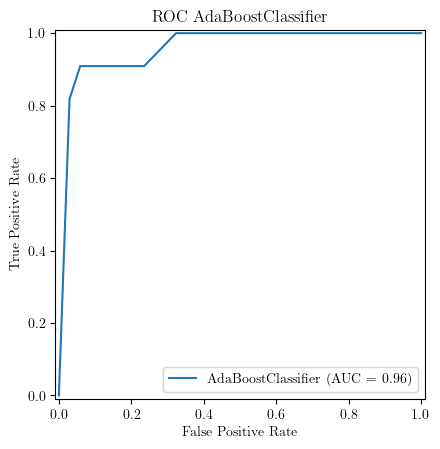 ROC AdaBoostClassifier
True Positive Rate
1.0
0.8
0.6
0.4
0.2
0.0
AdaBoostClassifier (AUC = 0.96)
0.0 0.2 0.4 0.6 0.8 1.0
False Positive Rate